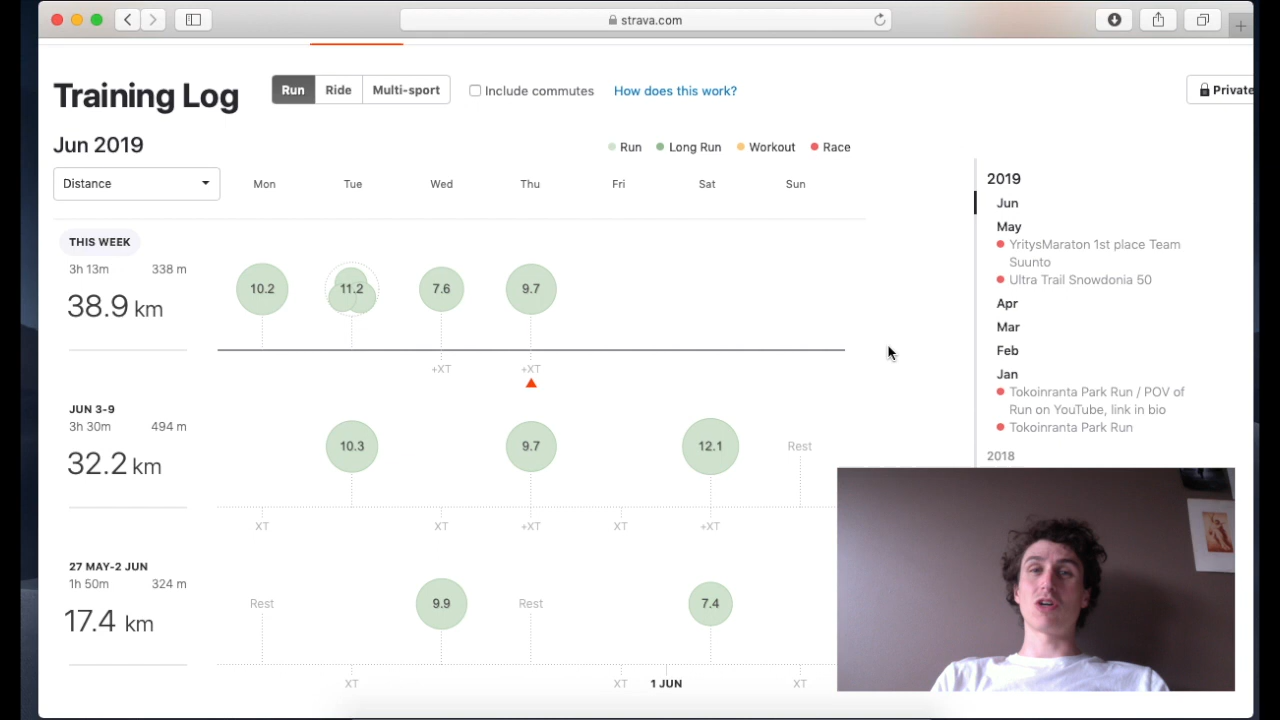 strava.com
Training Log
Run Ride Multi-sport
Include commutes
How does this work?
Private
Jun 2019
Run Long Run Workout Race
Distance
Mon Tue Wed Thu Fri Sat Sun
THIS WEEK
3h 13m 338 m
38.9 km
10.2 11.2 7.6 9.7
+XT +XT
JUN 3-9
3h 30m 494 m
32.2 km
10.3 9.7 12.1 Rest
XT XT +XT XT +XT
27 MAY-2 JUN
1h 50m 324 m
17.4 km
Rest 9.9 Rest 7.4
XT XT 1 JUN XT
2019
Jun
May
YritysMaraton 1st place Team
Suunto
Ultra Trail Snowdonia 50
Apr
Mar
Feb
Jan
Tokoinranta Park Run / POV of
Run on YouTube, link in bio
Tokoinranta Park Run
2018